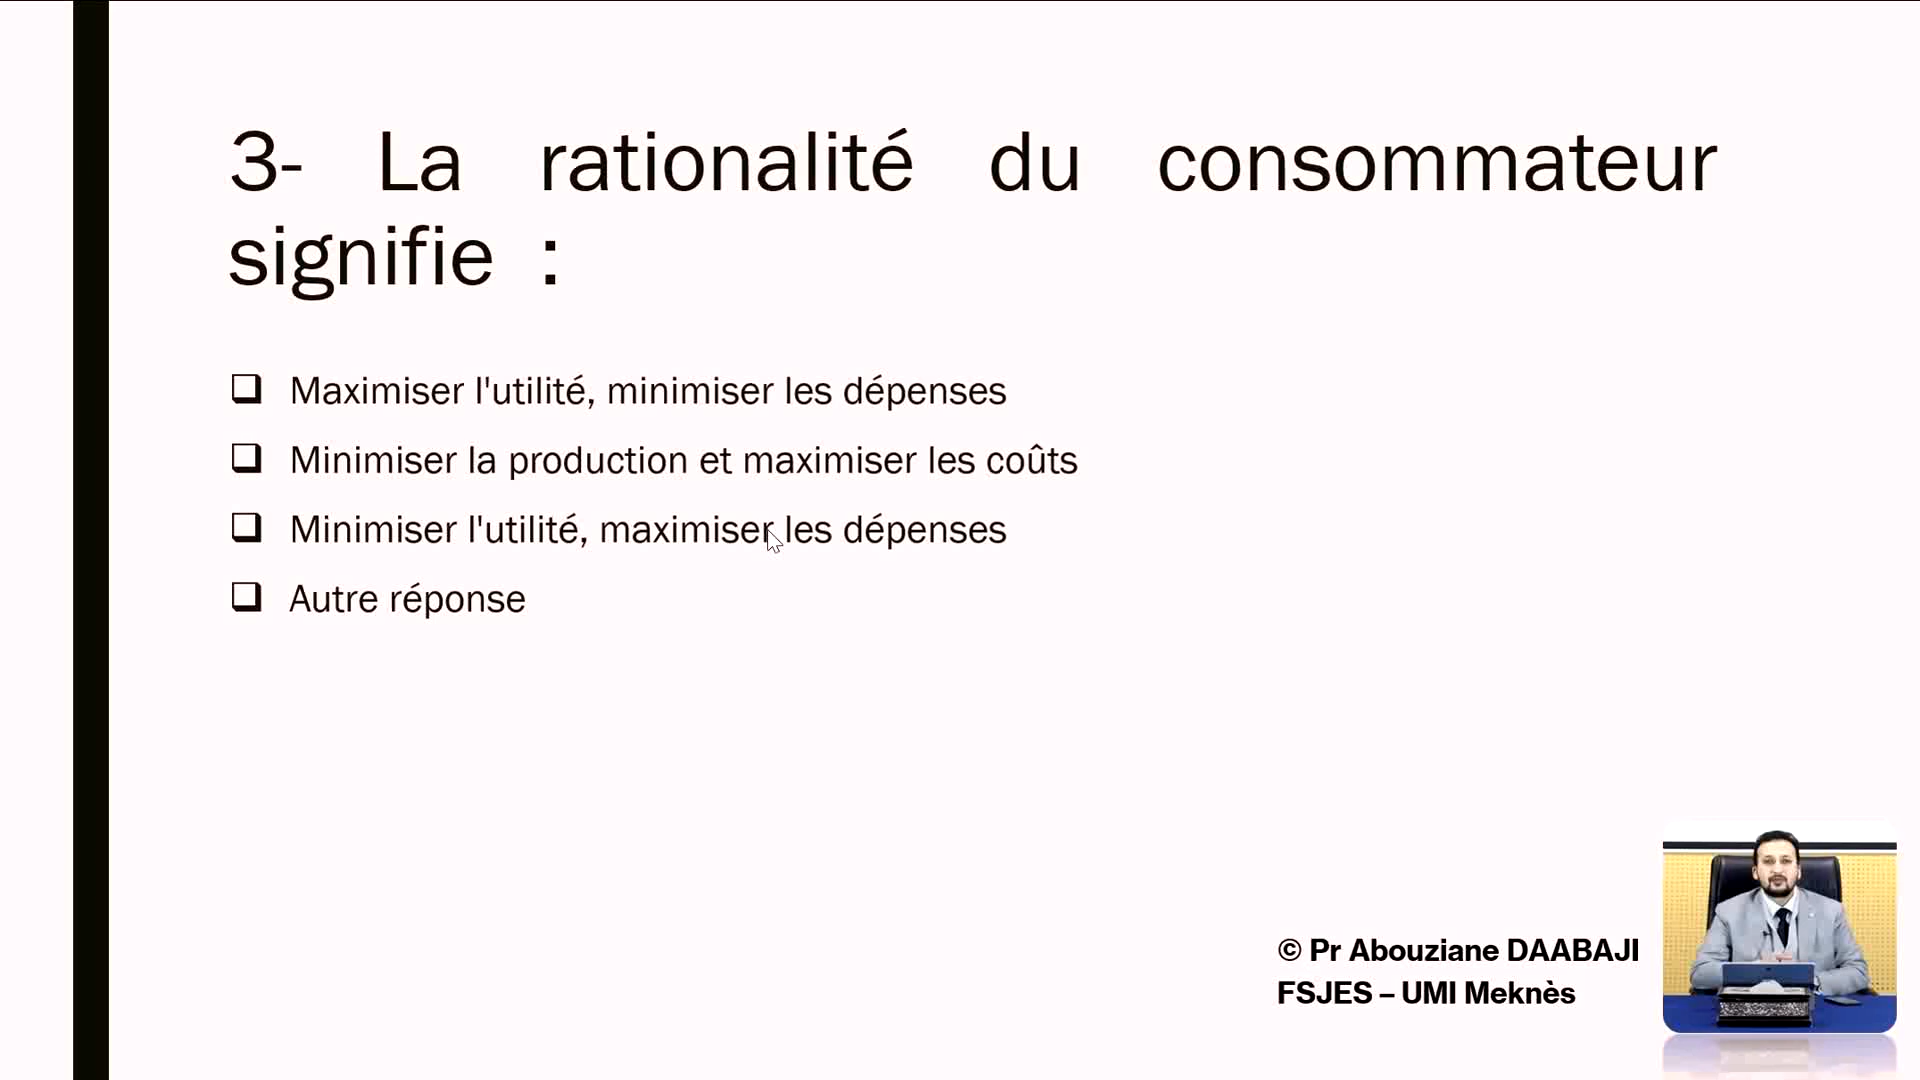 3- La rationalité du consommateur
signifie :
❑ Maximiser l'utilité, minimiser les dépenses
❑ Minimiser la production et maximiser les coûts
❑ Minimiser l'utilité, maximiser les dépenses
❑ Autre réponse
© Pr Abouziane DAABAJI
FSJES – UMI Meknès